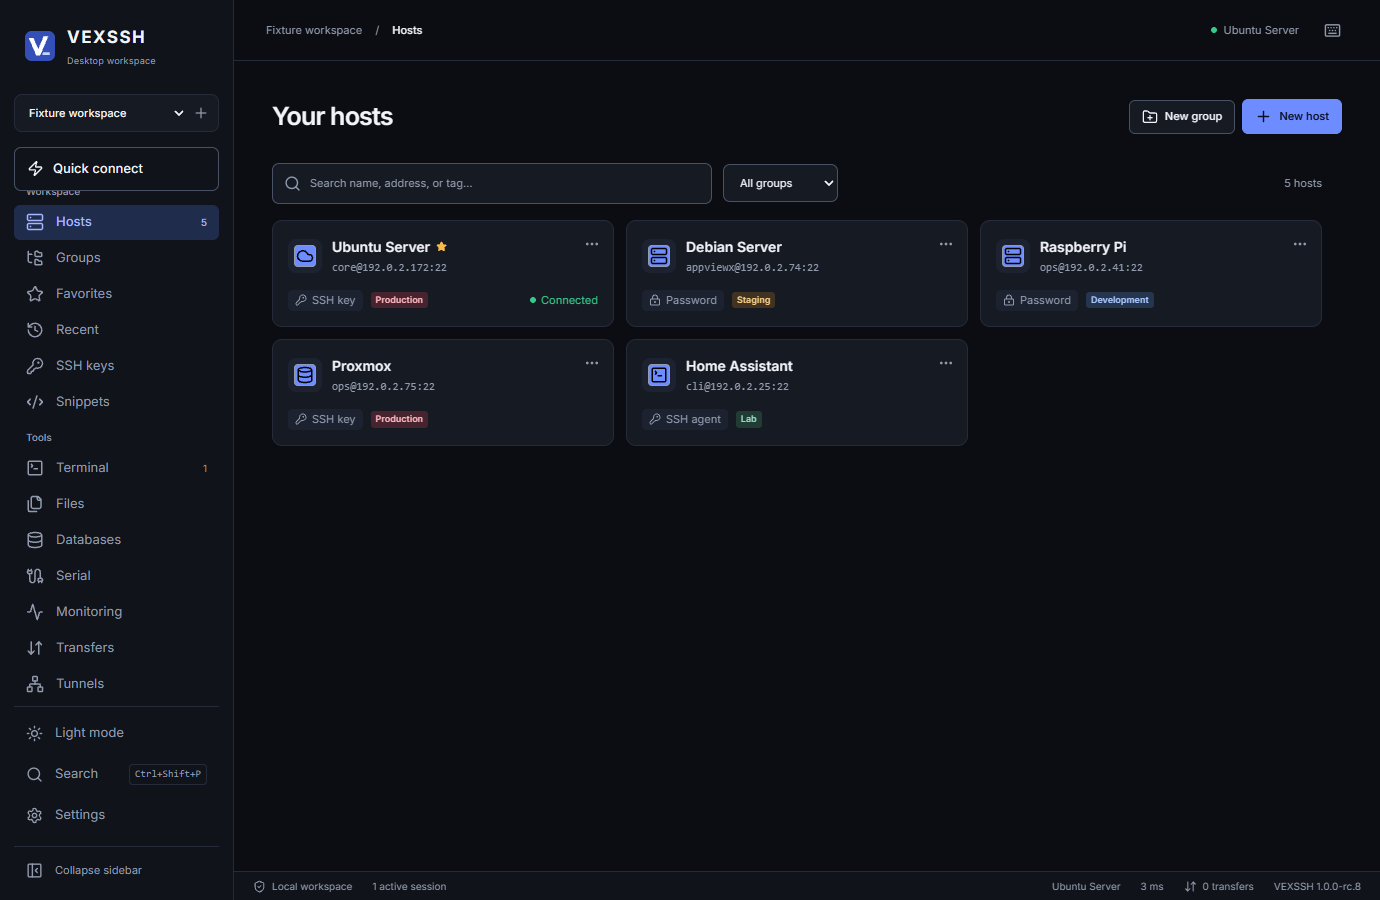 VEXSSH
Desktop workspace
Fixture workspace
Quick connect
Workspace
Hosts 5
Groups
Favorites
Recent
SSH keys
Snippets
Tools
Terminal 1
Files
Databases
Serial
Monitoring
Transfers
Tunnels
Light mode
Search Ctrl+Shift+P
Settings
Collapse sidebar
Fixture workspace / Hosts
Ubuntu Server
Your hosts
New group
New host
Search name, address, or tag...
All groups
5 hosts
Ubuntu Server
core@192.0.2.172:22
SSH key Production Connected
Debian Server
appviewx@192.0.2.74:22
Password Staging
Raspberry Pi
ops@192.0.2.41:22
Password Development
Proxmox
ops@192.0.2.75:22
SSH key Production
Home Assistant
cli@192.0.2.25:22
SSH agent Lab
Local workspace 1 active session Ubuntu Server 3 ms 0 transfers VEXSSH 1.0.0-rc.8